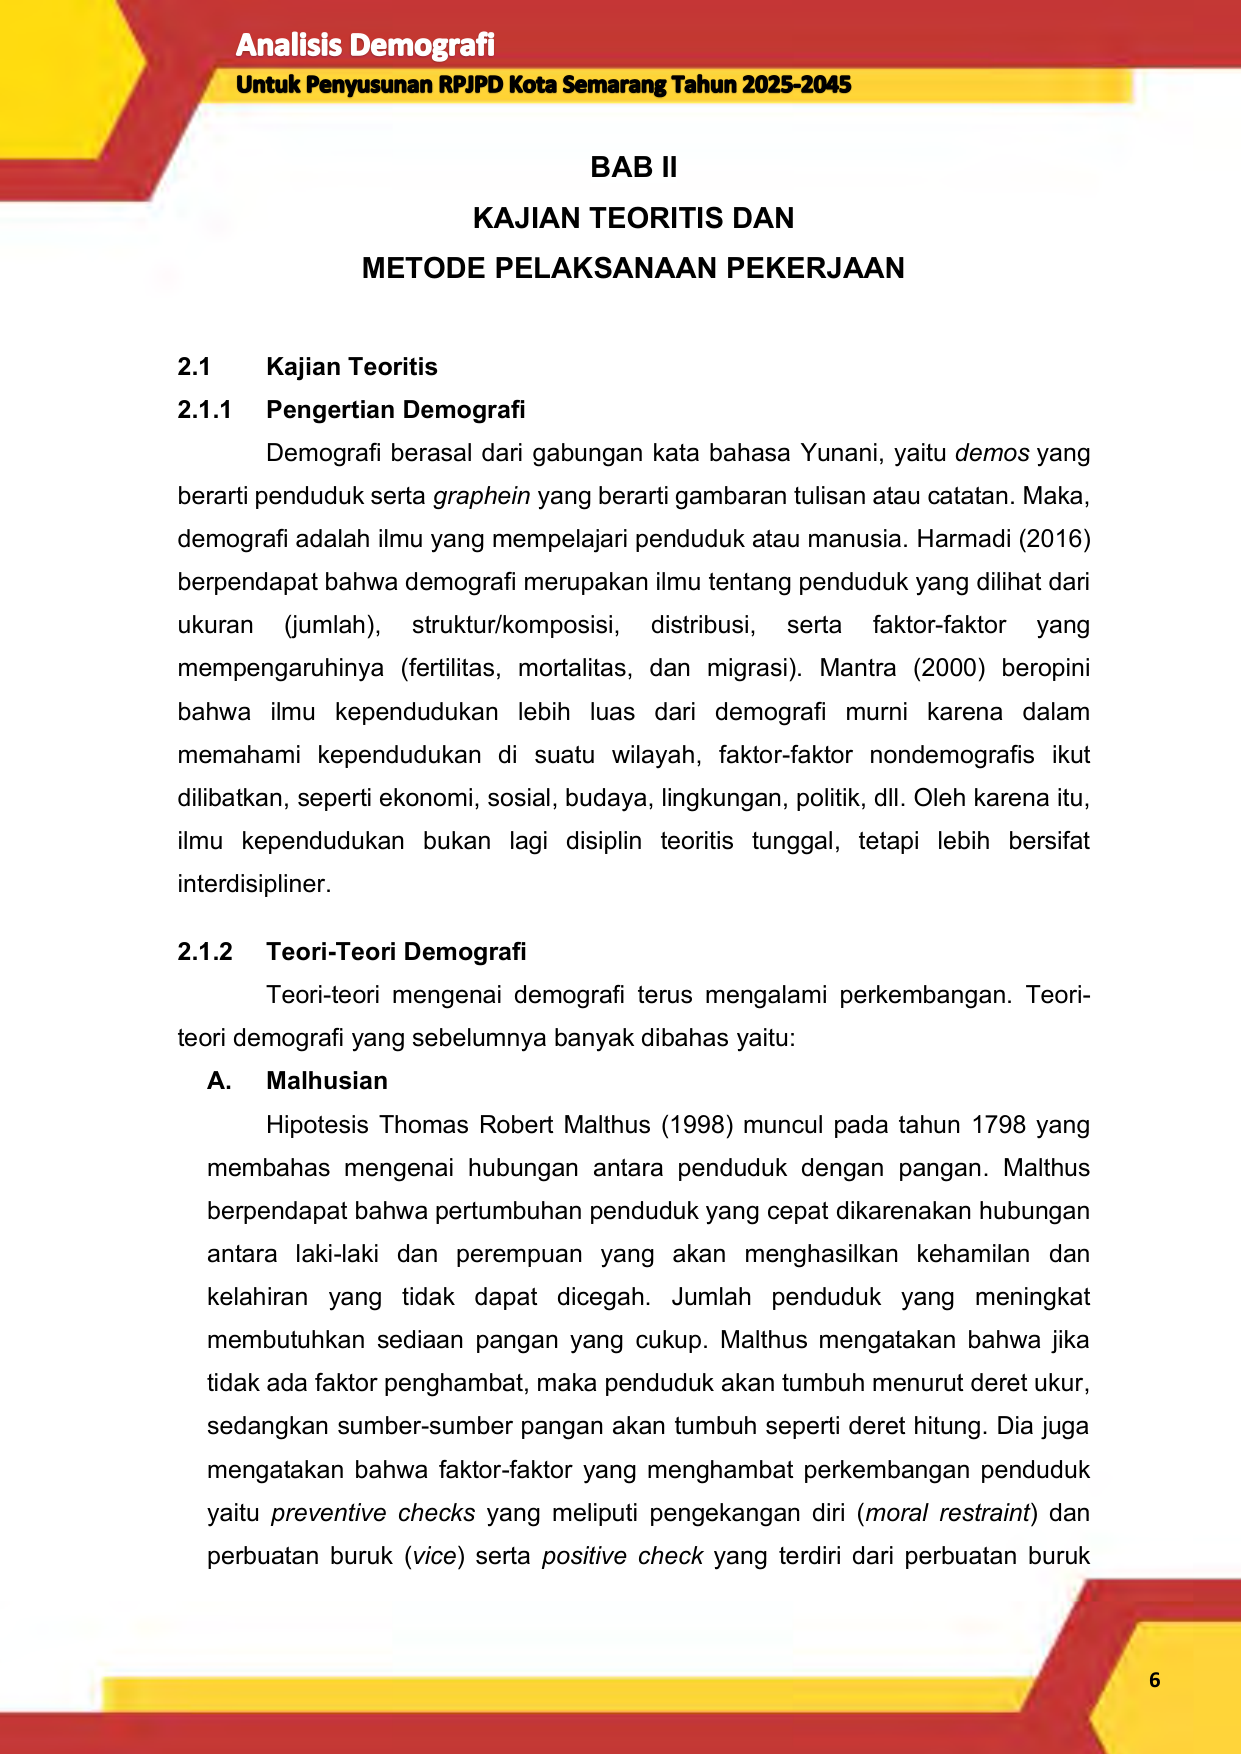 Analisis Demografi
Untuk Penyusunan RPJPD Kota Semarang Tahun 2025-2045
BAB II
KAJIAN TEORITIS DAN
METODE PELAKSANAAN PEKERJAAN
2.1 Kajian Teoritis
2.1.1 Pengertian Demografi
Demografi berasal dari gabungan kata bahasa Yunani, yaitu demos yang
berarti penduduk serta graphein yang berarti gambaran tulisan atau catatan. Maka,
demografi adalah ilmu yang mempelajari penduduk atau manusia. Harmadi (2016)
berpendapat bahwa demografi merupakan ilmu tentang penduduk yang dilihat dari
ukuran (jumlah), struktur/komposisi, distribusi, serta faktor-faktor yang
mempengaruhinya (fertilitas, mortalitas, dan migrasi). Mantra (2000) beropini
bahwa ilmu kependudukan lebih luas dari demografi murni karena dalam
memahami kependudukan di suatu wilayah, faktor-faktor nondemografis ikut
dilibatkan, seperti ekonomi, sosial, budaya, lingkungan, politik, dll. Oleh karena itu,
ilmu kependudukan bukan lagi disiplin teoritis tunggal, tetapi lebih bersifat
interdisipliner.
2.1.2 Teori-Teori Demografi
Teori-teori mengenai demografi terus mengalami perkembangan. Teori-
teori demografi yang sebelumnya banyak dibahas yaitu:
A. Malhusian
Hipotesis Thomas Robert Malthus (1998) muncul pada tahun 1798 yang
membahas mengenai hubungan antara penduduk dengan pangan. Malthus
berpendapat bahwa pertumbuhan penduduk yang cepat dikarenakan hubungan
antara laki-laki dan perempuan yang akan menghasilkan kehamilan dan
kelahiran yang tidak dapat dicegah. Jumlah penduduk yang meningkat
membutuhkan sediaan pangan yang cukup. Malthus mengatakan bahwa jika
tidak ada faktor penghambat, maka penduduk akan tumbuh menurut deret ukur,
sedangkan sumber-sumber pangan akan tumbuh seperti deret hitung. Dia juga
mengatakan bahwa faktor-faktor yang menghambat perkembangan penduduk
yaitu preventive checks yang meliputi pengekangan diri (moral restraint) dan
perbuatan buruk (vice) serta positive check yang terdiri dari perbuatan buruk
6